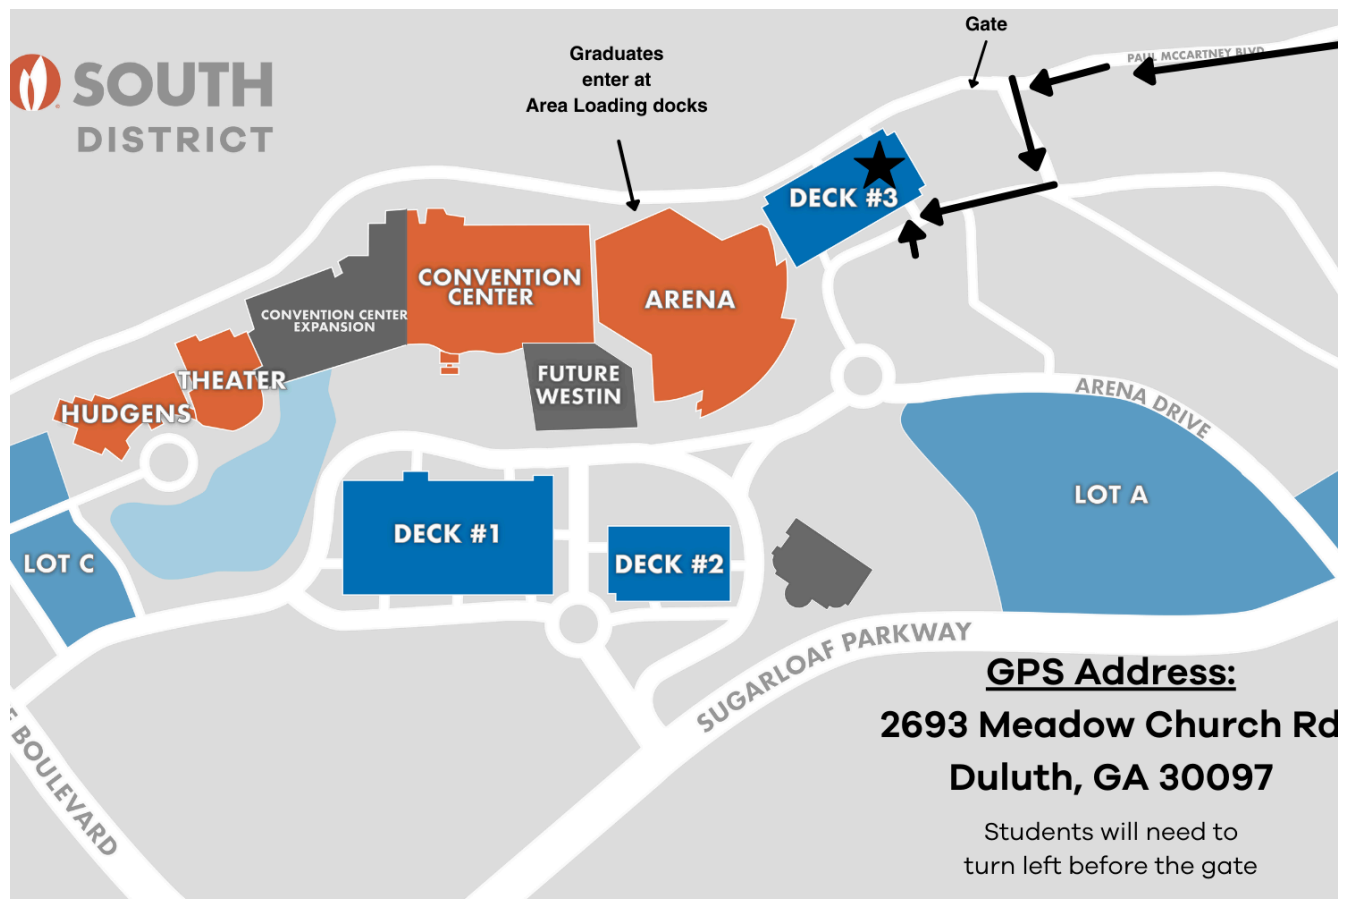 SOUTH
DISTRICT
Graduates
enter at
Area Loading docks
Gate
PAUL MCCARTNEY BLVD
DECK #3
CONVENTION
CENTER
ARENA
CONVENTION CENTER
EXPANSION
THEATER
HUDGENS
FUTURE
WESTIN
ARENA DRIVE
LOT A
DECK #1
DECK #2
LOT C
SUGARLOAF PARKWAY
BOULEVARD
GPS Address:
2693 Meadow Church Rd
Duluth, GA 30097
Students will need to
turn left before the gate